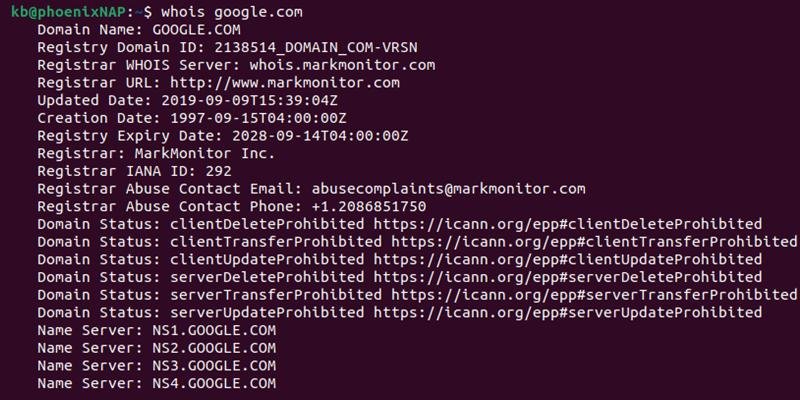 kb@phoenixNAP:~$ whois google.com
Domain Name: GOOGLE.COM
Registry Domain ID: 2138514_DOMAIN_COM-VRSN
Registrar WHOIS Server: whois.markmonitor.com
Registrar URL: http://www.markmonitor.com
Updated Date: 2019-09-09T15:39:04Z
Creation Date: 1997-09-15T04:00:00Z
Registry Expiry Date: 2028-09-14T04:00:00Z
Registrar: MarkMonitor Inc.
Registrar IANA ID: 292
Registrar Abuse Contact Email: abusecomplaints@markmonitor.com
Registrar Abuse Contact Phone: +1.2086851750
Domain Status: clientDeleteProhibited https://icann.org/epp#clientDeleteProhibited
Domain Status: clientTransferProhibited https://icann.org/epp#clientTransferProhibited
Domain Status: clientUpdateProhibited https://icann.org/epp#clientUpdateProhibited
Domain Status: serverDeleteProhibited https://icann.org/epp#serverDeleteProhibited
Domain Status: serverTransferProhibited https://icann.org/epp#serverTransferProhibited
Domain Status: serverUpdateProhibited https://icann.org/epp#serverUpdateProhibited
Name Server: NS1.GOOGLE.COM
Name Server: NS2.GOOGLE.COM
Name Server: NS3.GOOGLE.COM
Name Server: NS4.GOOGLE.COM